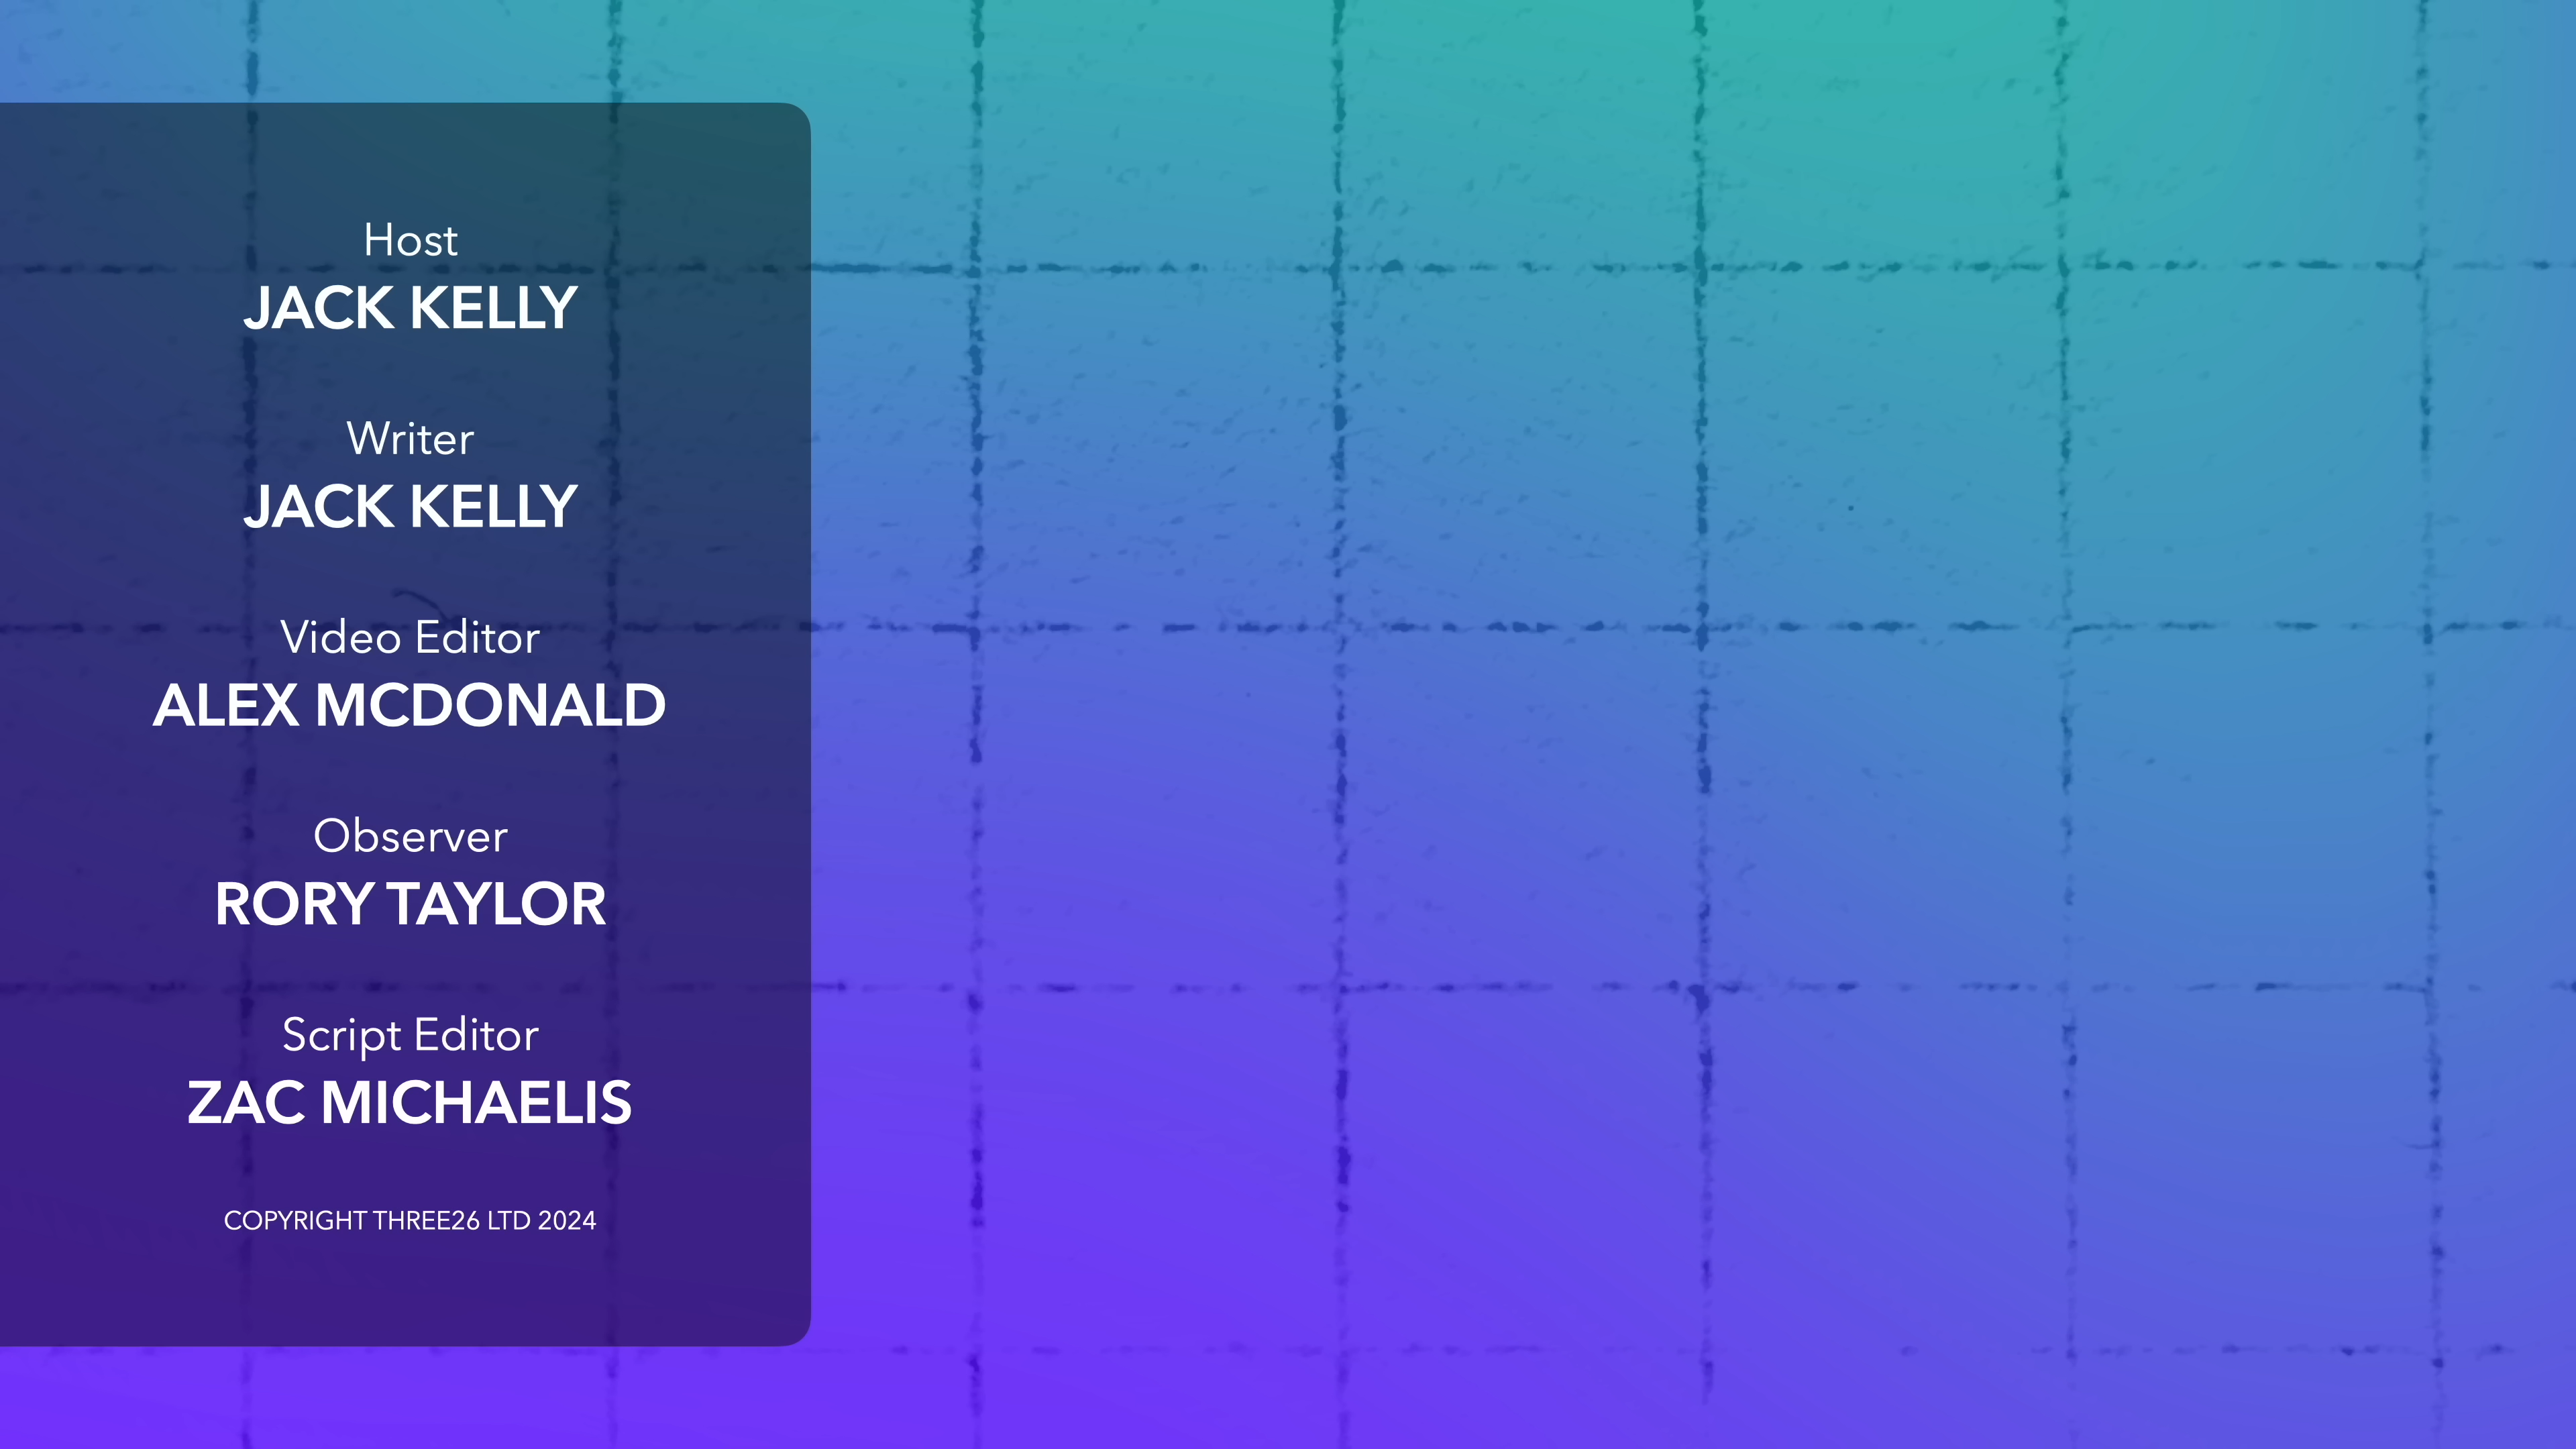 Host
JACK KELLY
Writer
JACK KELLY
Video Editor
ALEX MCDONALD
Observer
RORY TAYLOR
Script Editor
ZAC MICHAELIS
COPYRIGHT THREE26 LTD 2024